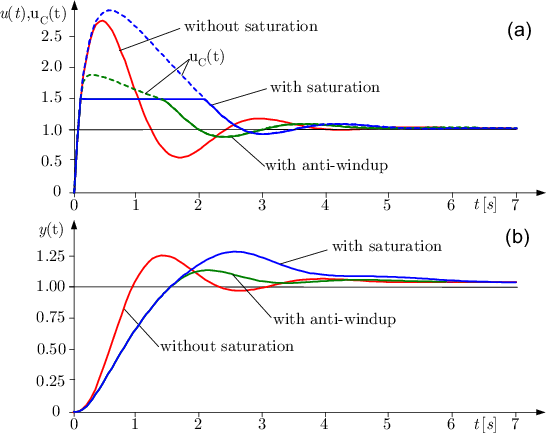 u(t),u_C(t)
(a)
without saturation
2.5
u_C(t)
2.0
with saturation
1.5
1.0
0.5
with anti-windup
0
0 1 2 3 4 5 6 t [s] 7
y(t)
(b)
with saturation
1.25
1.00
with anti-windup
0.75
without saturation
0.50
0.25
0
0 1 2 3 4 5 6 t [s] 7